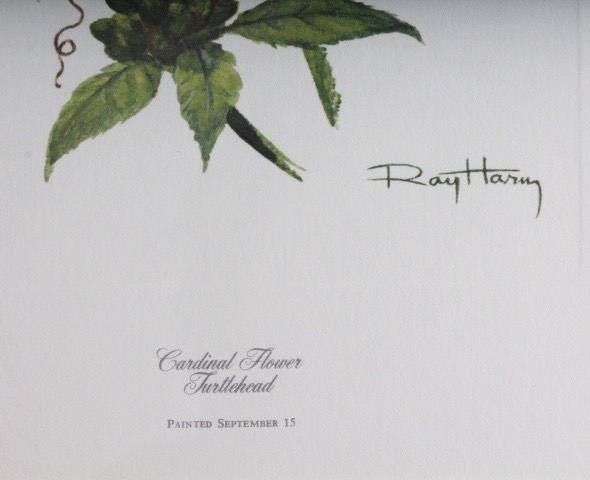 Ray Harm
Cardinal Flower
Turtlehead
PAINTED SEPTEMBER 15